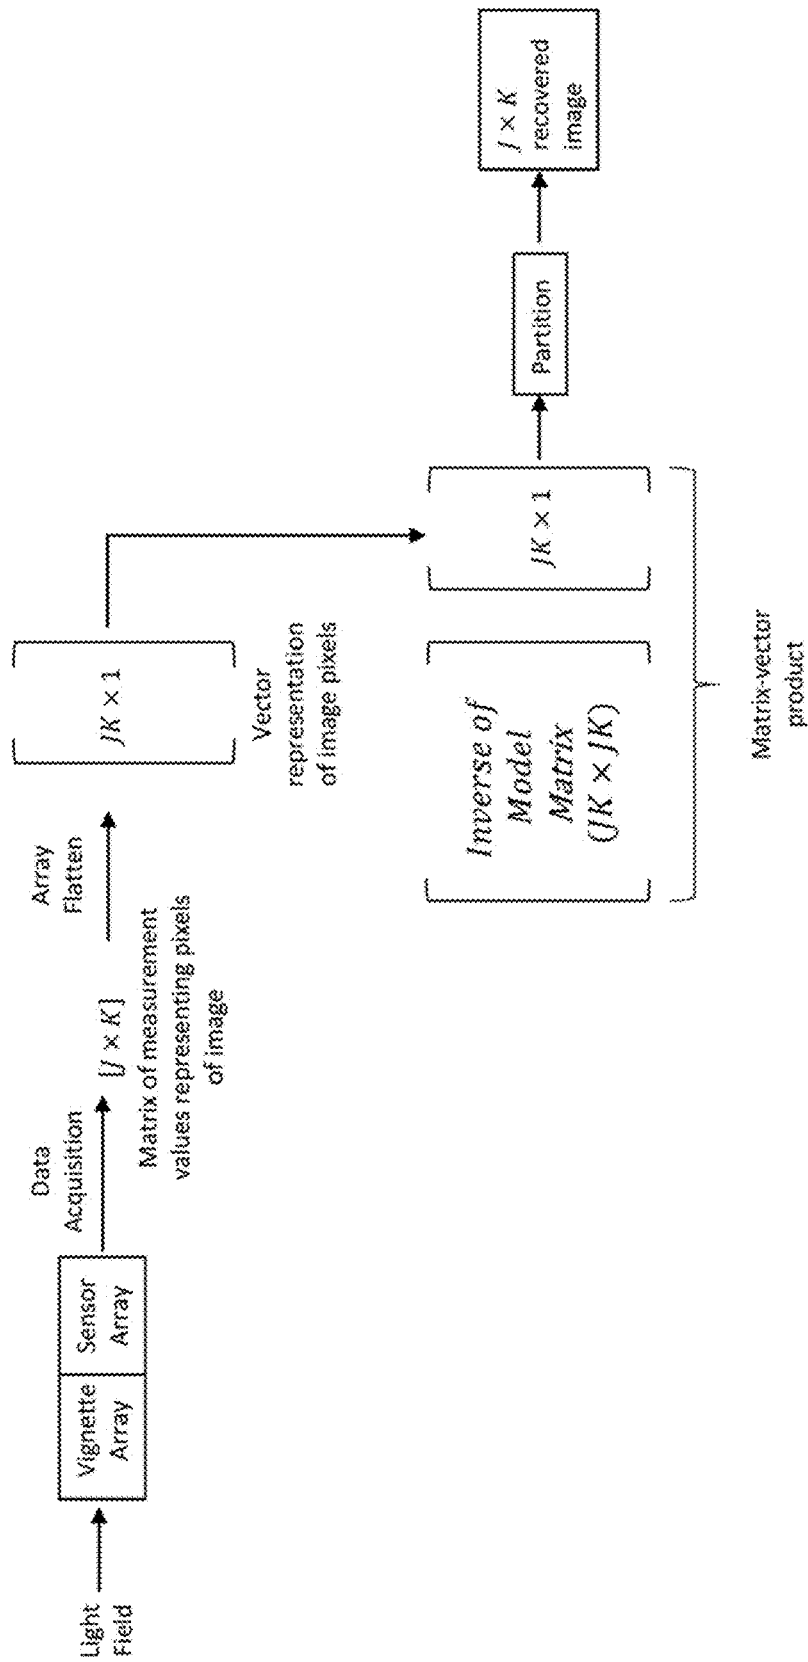 Light
Field
Vignette
Array
Sensor
Array
Data
Acquisition
[J × K]
Matrix of measurement
values representing pixels
of image
Array
Flatten
JK × 1
Vector
representation
of image pixels
Inverse of
Model
Matrix
(JK × JK)
JK × 1
Matrix-vector
product
Partition
J × K
recovered
image